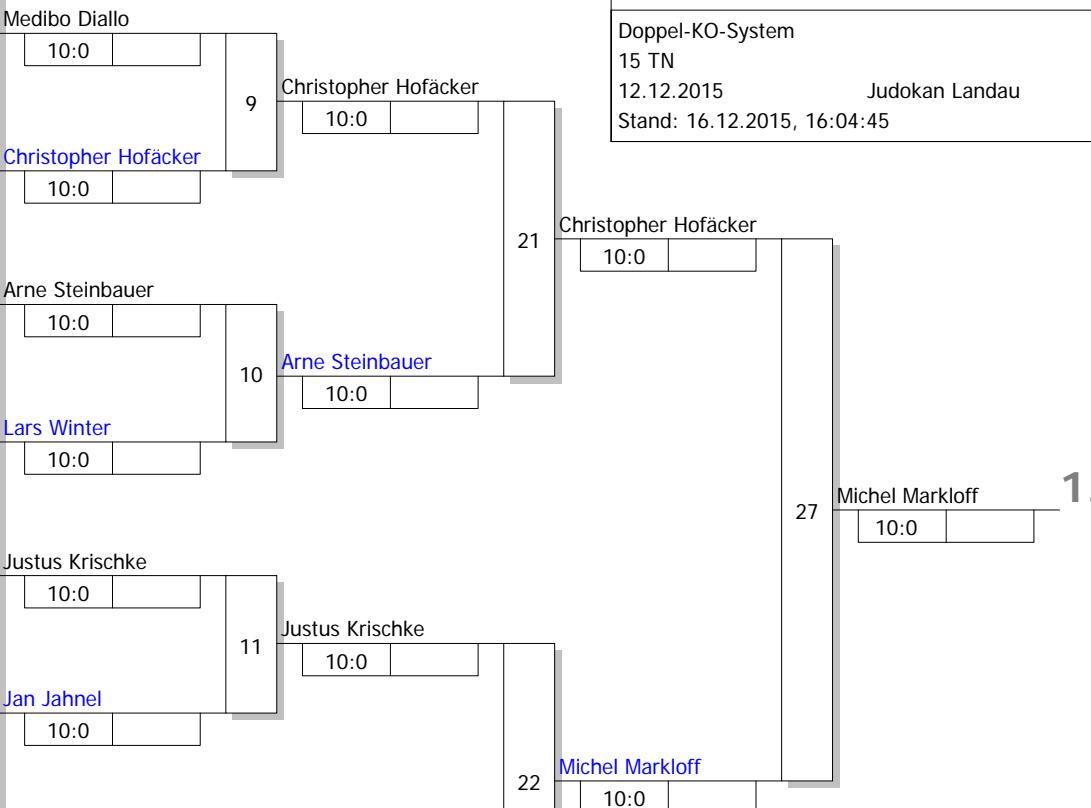 Doppel-KO-System
15 TN
12.12.2015 Judokan Landau
Stand: 16.12.2015, 16:04:45
Medibo Diallo
10:0
9
Christopher Hofäcker
10:0
Christopher Hofäcker
10:0
21
Christopher Hofäcker
10:0
Arne Steinbauer
10:0
10
Arne Steinbauer
10:0
Lars Winter
10:0
27
Michel Markloff
10:0
1.
Justus Krischke
10:0
11
Justus Krischke
10:0
Jan Jahnel
10:0
22
Michel Markloff
10:0